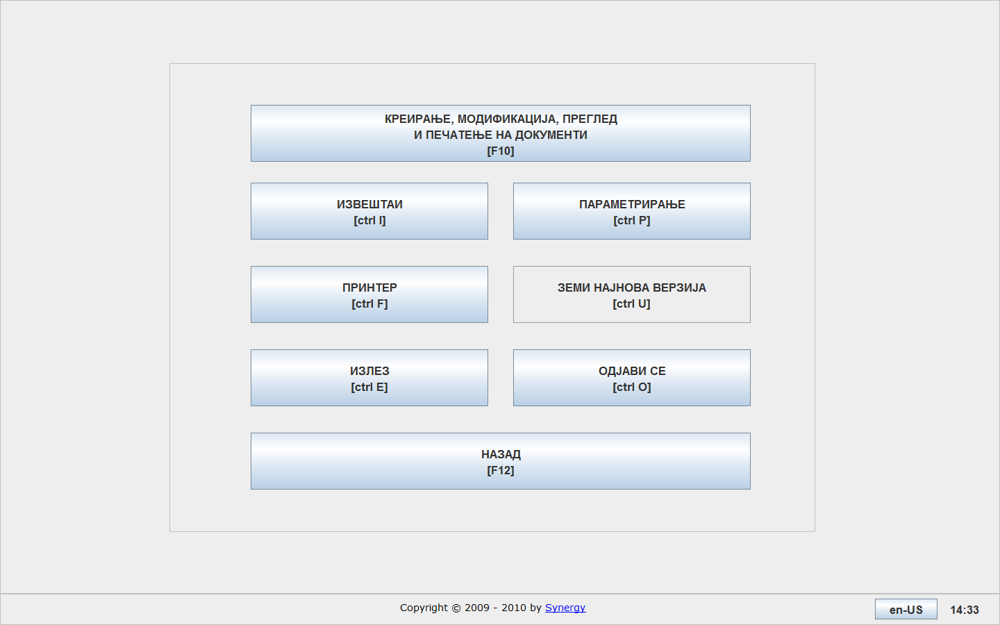 КРЕИРАЊЕ, МОДИФИКАЦИЈА, ПРЕГЛЕД
И ПЕЧАТЕЊЕ НА ДОКУМЕНТИ
[F10]
ИЗВЕШТАИ
[ctrl I]
ПАРАМЕТРИРАЊЕ
[ctrl P]
ПРИНТЕР
[ctrl F]
ЗЕМИ НАЈНОВА ВЕРЗИЈА
[ctrl U]
ИЗЛЕЗ
[ctrl E]
ОДЈАВИ СЕ
[ctrl O]
НАЗАД
[F12]
Copyright © 2009 - 2010 by Synergy
en-US
14:33